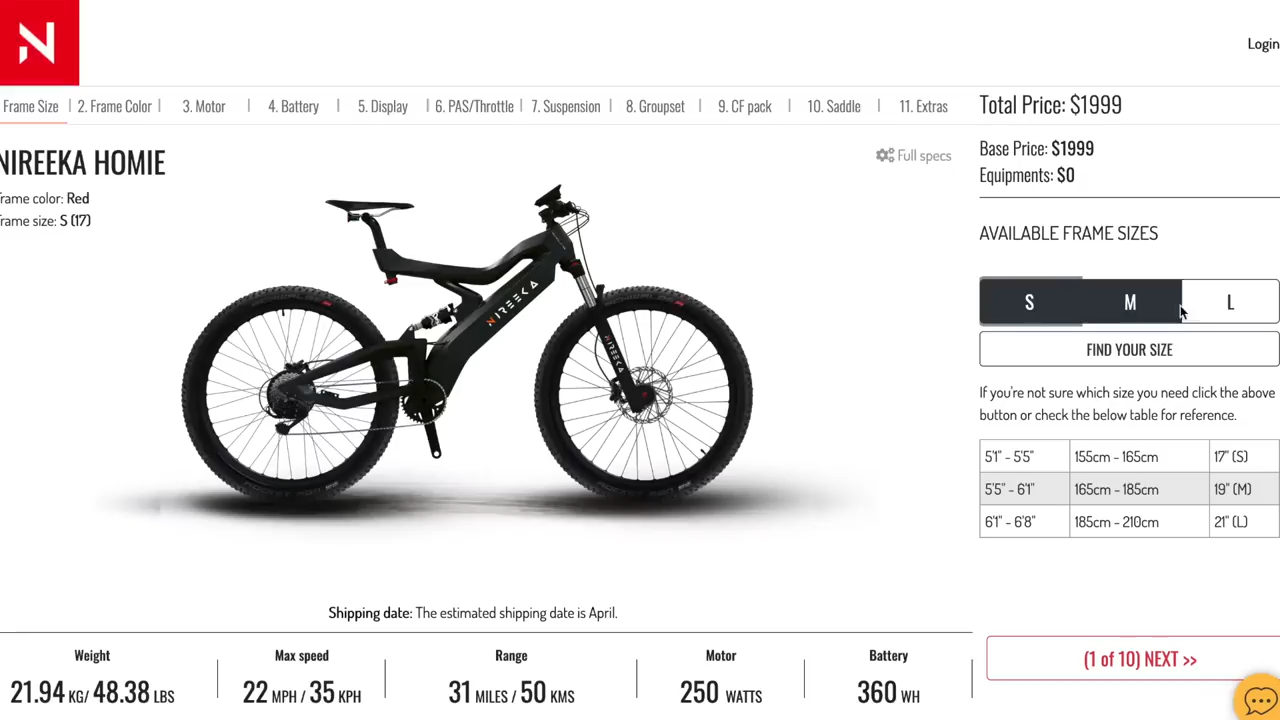 N
Login
Frame Size | 2. Frame Color | 3. Motor | 4. Battery | 5. Display | 6. PAS/Throttle | 7. Suspension | 8. Groupset | 9. CF pack | 10. Saddle | 11. Extras
Total Price: $1999
NIREEKA HOMIE
Full specs
Base Price: $1999
Equipments: $0
Frame color: Red
Frame size: S (17)
AVAILABLE FRAME SIZES
S M L
FIND YOUR SIZE
If you're not sure which size you need click the above
button or check the below table for reference.
5'1" - 5'5" 155cm - 165cm 17" (S)
5'5" - 6'1" 165cm - 185cm 19" (M)
6'1" - 6'8" 185cm - 210cm 21" (L)
NIREEKA
NIREEKA
Shipping date: The estimated shipping date is April.
Weight Max speed Range Motor Battery
21.94 KG/ 48.38 LBS 22 MPH / 35 KPH 31 MILES / 50 KMS 250 WATTS 360 WH
(1 of 10) NEXT >>